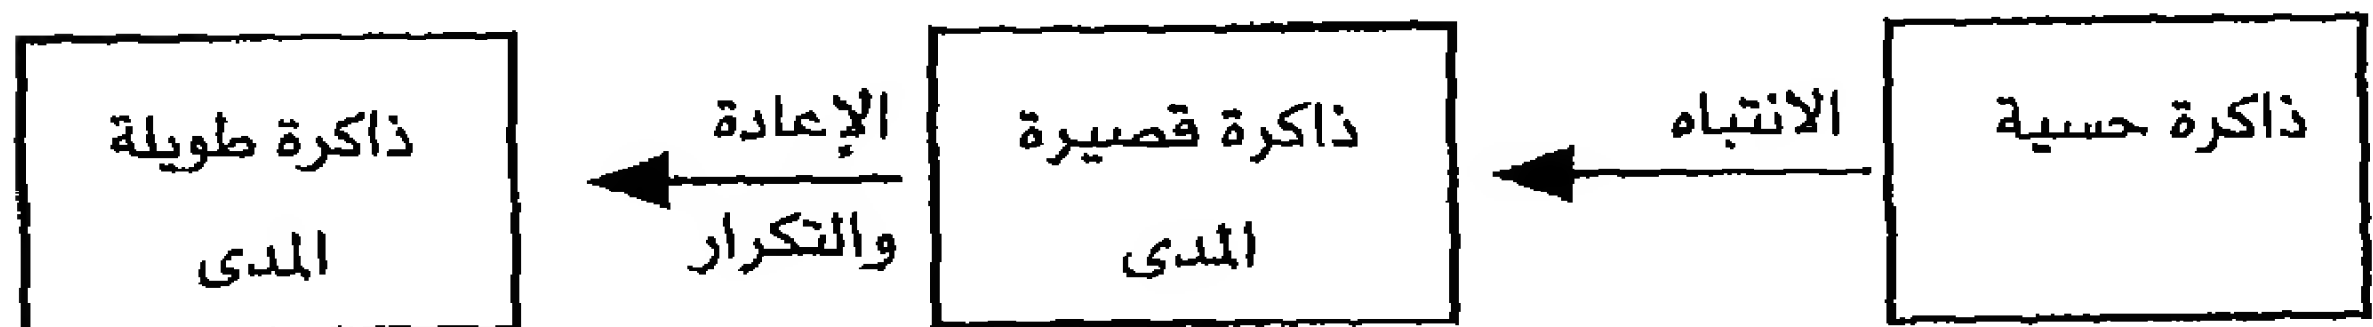 ذاكرة حسية
الانتباه
ذاكرة قصيرة
المدى
الإعادة
والتكرار
ذاكرة طويلة
المدى